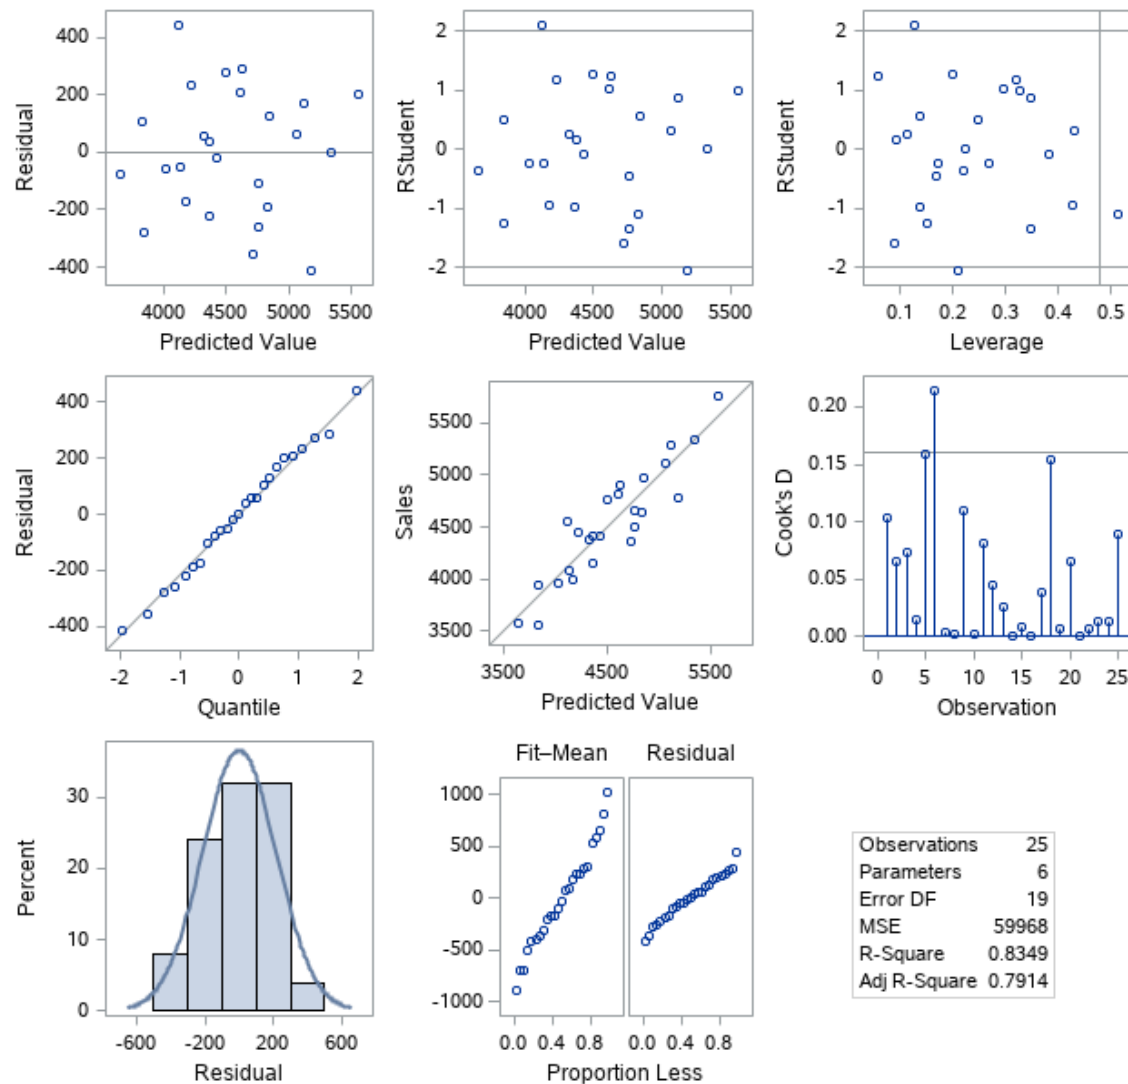 400
200
0
-200
-400
Residual
4000 4500 5000 5500
Predicted Value
2
1
0
-1
-2
RStudent
4000 4500 5000 5500
Predicted Value
2
1
0
-1
-2
RStudent
0.1 0.2 0.3 0.4 0.5
Leverage
400
200
0
-200
-400
Residual
-2 -1 0 1 2
Quantile
5500
5000
4500
4000
3500
Sales
3500 4500 5500
Predicted Value
0.20
0.15
0.10
0.05
0.00
Cook's D
0 5 10 15 20 25
Observation
30
20
10
0
Percent
-600 -200 200 600
Residual
Fit–Mean Residual
1000
500
0
-500
-1000
0.0 0.4 0.8 0.0 0.4 0.8
Proportion Less
Observations 25
Parameters 6
Error DF 19
MSE 59968
R-Square 0.8349
Adj R-Square 0.7914